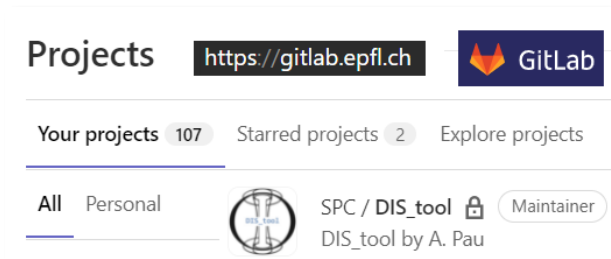 Projects https://gitlab.epfl.ch GitLab
Your projects 107 Starred projects 2 Explore projects
All Personal
DIS_tool
SPC / DIS_tool Maintainer
DIS_tool by A. Pau